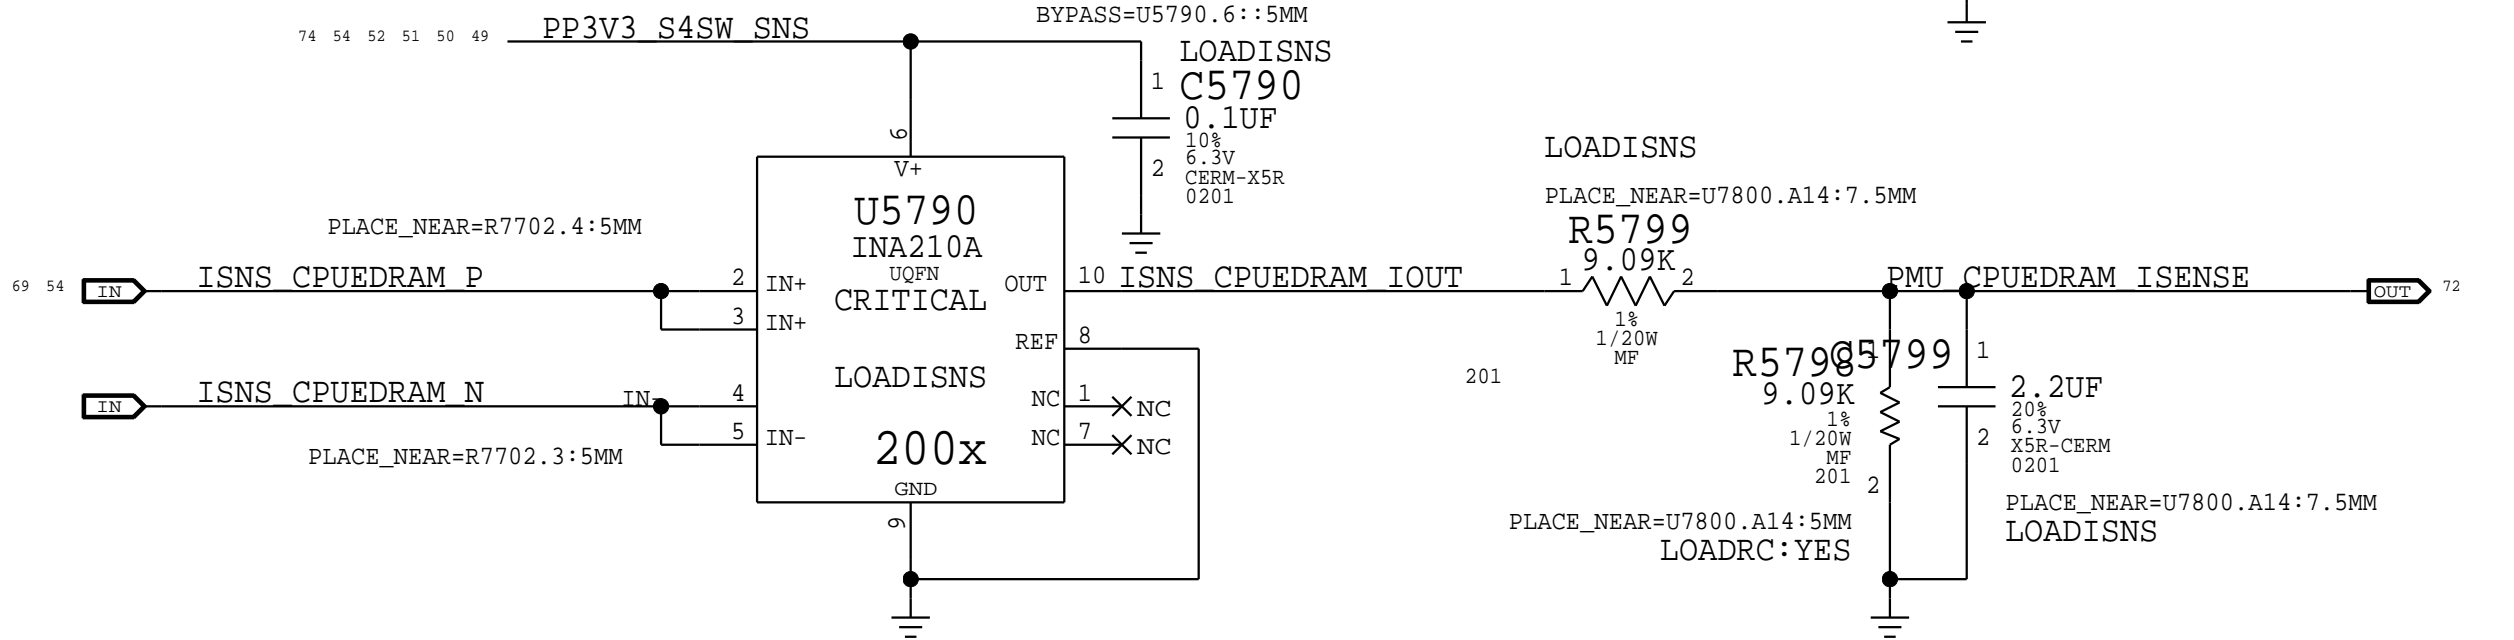 BYPASS=U5790.6::5MM
74 54 52 51 50 49 PP3V3_S4SW_SNS
LOADISNS
1 C5790
0.1UF
10%
6.3V
2
CERM-X5R
0201
6
V+
U5790
INA210A
UQFN
CRITICAL
LOADISNS
200x
GND
9
PLACE_NEAR=R7702.4:5MM
69 54 IN ISNS_CPUEDRAM_P 2 IN+
3 IN+
ISNS_CPUEDRAM_N
IN IN- 4
5 IN-
PLACE_NEAR=R7702.3:5MM
OUT 10 ISNS_CPUEDRAM_IOUT
REF 8
NC 1 NC
NC 7 NC
LOADISNS
PLACE_NEAR=U7800.A14:7.5MM
R5799
9.09K
1 2
1%
1/20W
MF
201
PMU_CPUEDRAM_ISENSE OUT 72
R5798
1
9.09K
1%
1/20W
MF
201
2
PLACE_NEAR=U7800.A14:5MM
LOADRC:YES
C5799
1
2.2UF
20%
6.3V
2
X5R-CERM
0201
PLACE_NEAR=U7800.A14:7.5MM
LOADISNS